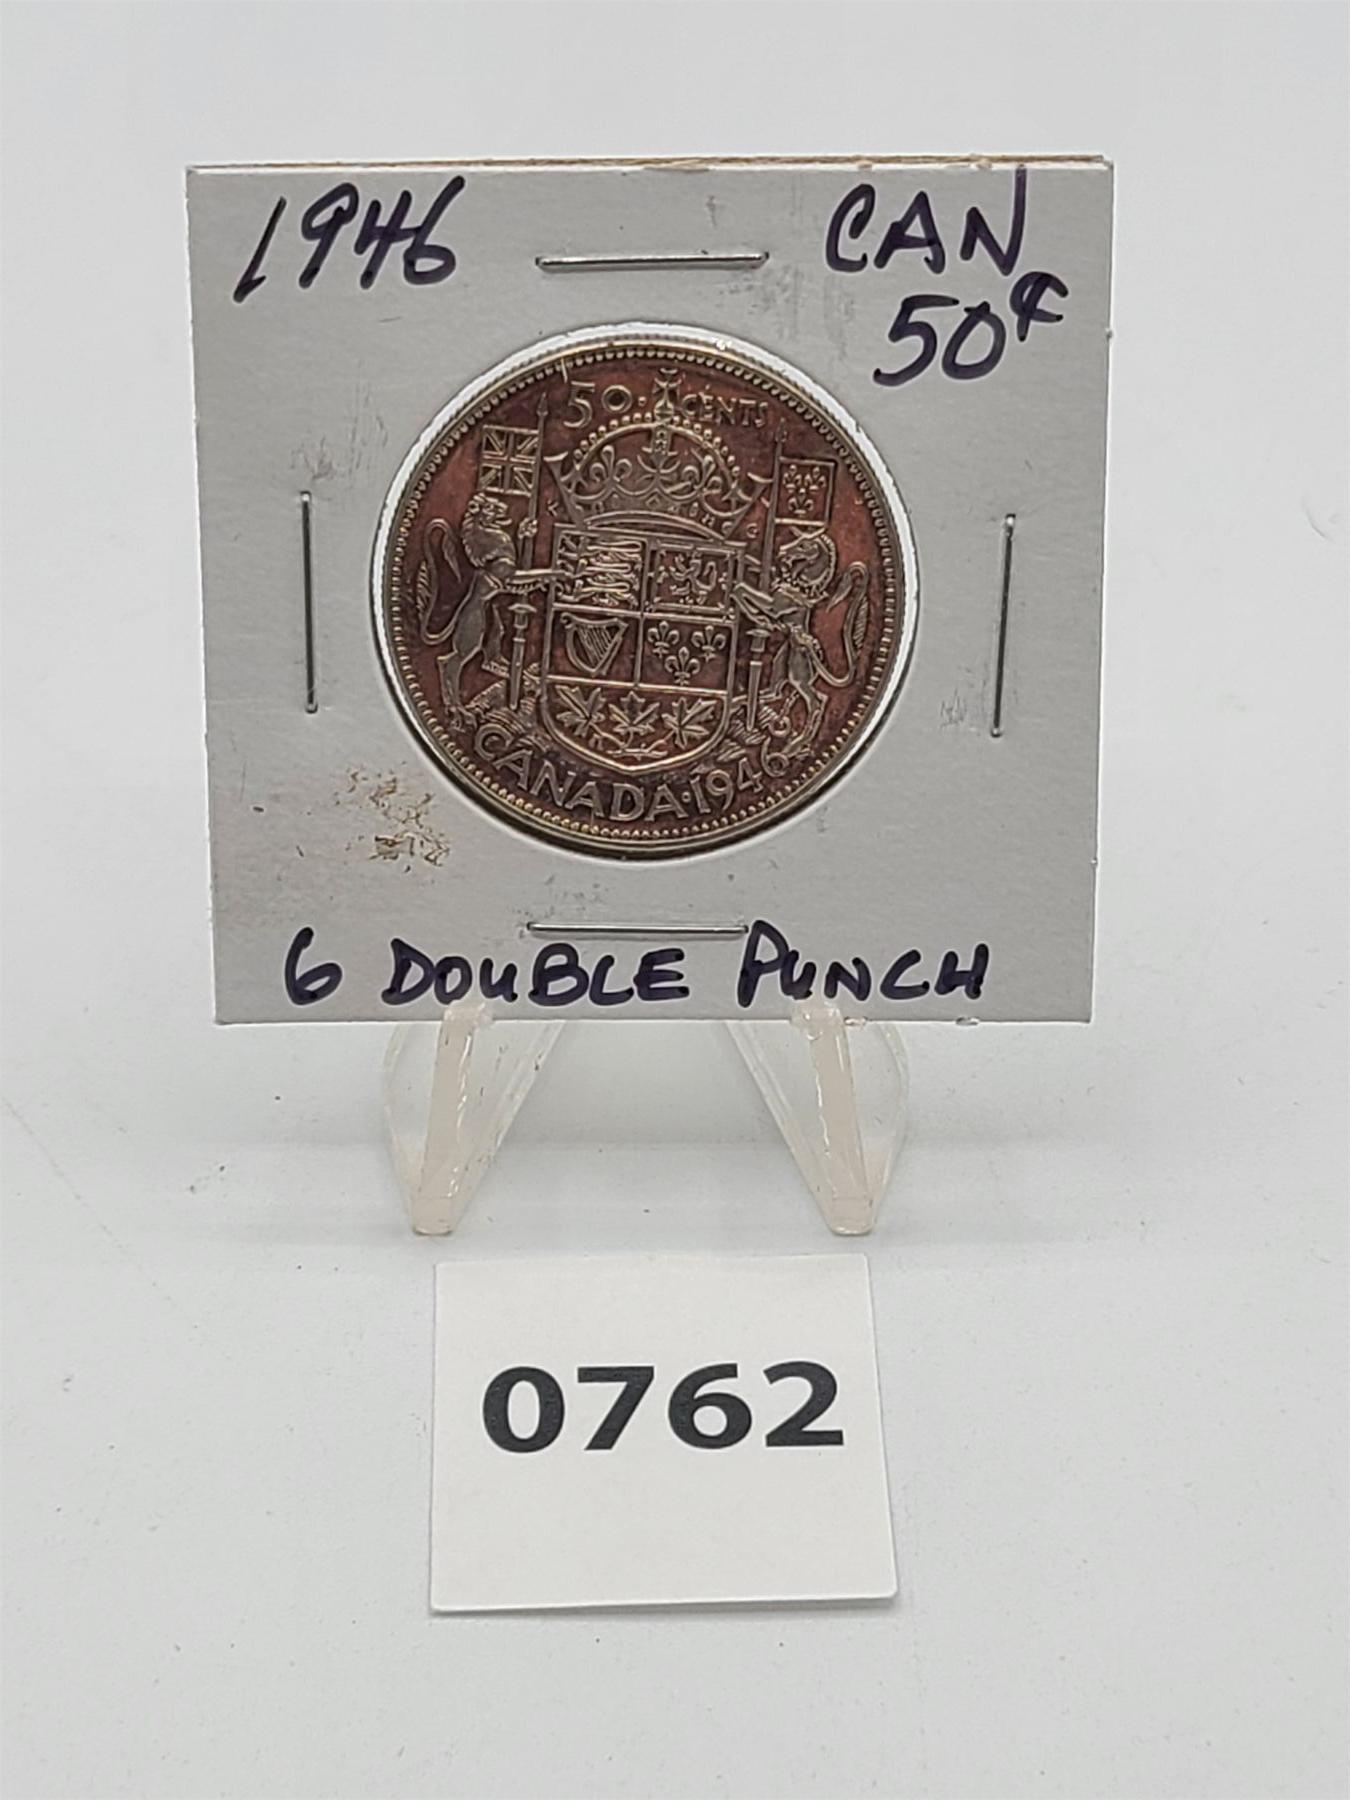 1946 CAN
50¢
50 · CENTS
CANADA · 1946
6 DOUBLE PUNCH
0762